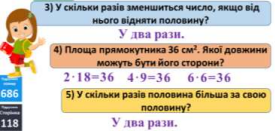 3) У скільки разів зменшиться число, якщо від
нього відняти половину?
У два рази.
4) Площа прямокутника 36 см². Якої довжини
можуть бути його сторони?
2·18=36 4·9=36 6·6=36
5) У скільки разів половина більша за свою
половину?
У два рази.
686
Сторінка
118